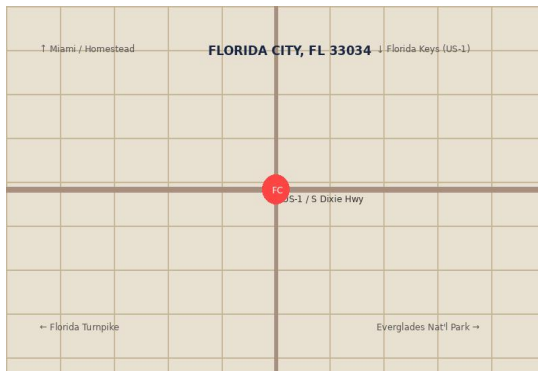 ↑ Miami / Homestead
FLORIDA CITY, FL 33034
↓ Florida Keys (US-1)
FC
US-1 / S Dixie Hwy
← Florida Turnpike
Everglades Nat'l Park →